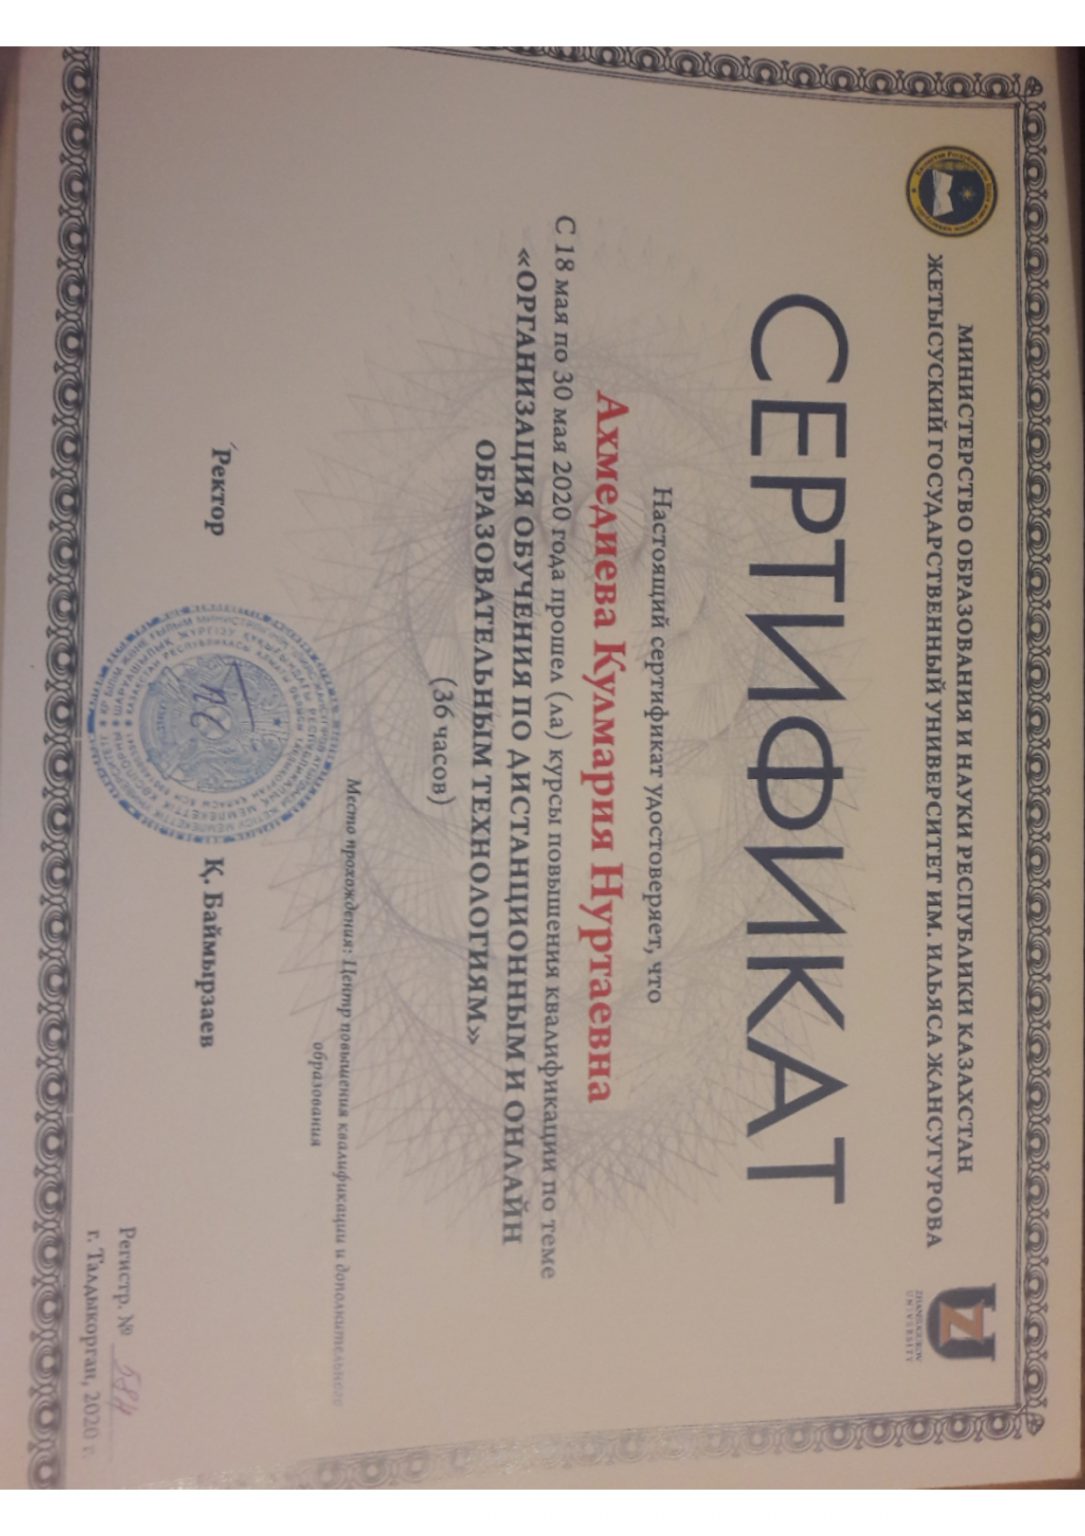 МИНИСТЕРСТВО ОБРАЗОВАНИЯ И НАУКИ РЕСПУБЛИКИ КАЗАХСТАН
ЖЕТЫСУСКИЙ ГОСУДАРСТВЕННЫЙ УНИВЕРСИТЕТ ИМ. ИЛЬЯСА ЖАНСУГУРОВА
ZHANSUGUROV
UNIVERSITY
СЕРТИФИКАТ
Настоящий сертификат удостоверяет, что
Ахмедиева Кулмария Нуртаевна
С 18 мая по 30 мая 2020 года прошел (ла) курсы повышения квалификации по теме
«ОРГАНИЗАЦИЯ ОБУЧЕНИЯ ПО ДИСТАНЦИОННЫМ И ОНЛАЙН
ОБРАЗОВАТЕЛЬНЫМ ТЕХНОЛОГИЯМ»
(36 часов)
Место прохождения: Центр повышения квалификации и дополнительного
образования
Ректор
Қ. Баймырзаев
Регистр. №
г. Талдыкорган, 2020 г.